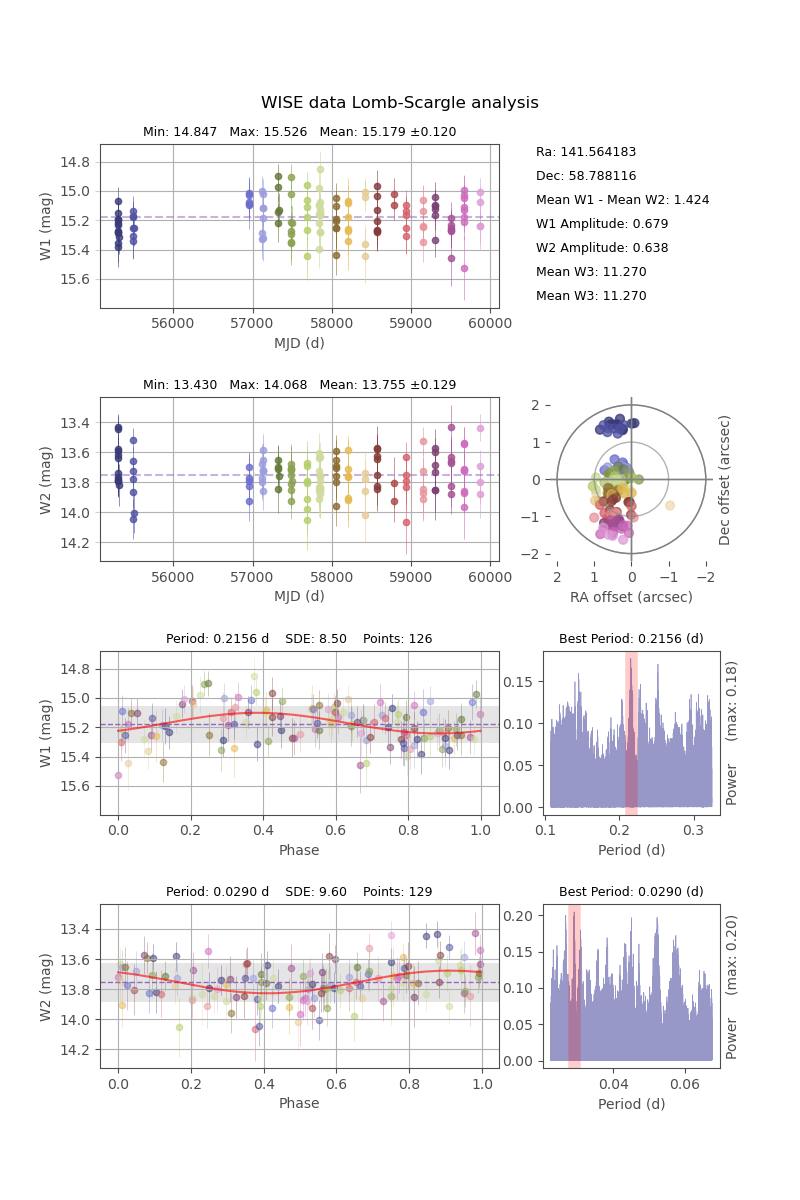 WISE data Lomb-Scargle analysis
Min: 14.847 Max: 15.526 Mean: 15.179 ±0.120
14.8
15.0
15.2
15.4
15.6
W1 (mag)
56000 57000 58000 59000 60000
MJD (d)
Ra: 141.564183
Dec: 58.788116
Mean W1 - Mean W2: 1.424
W1 Amplitude: 0.679
W2 Amplitude: 0.638
Mean W3: 11.270
Mean W3: 11.270
Min: 13.430 Max: 14.068 Mean: 13.755 ±0.129
13.4
13.6
13.8
14.0
14.2
W2 (mag)
56000 57000 58000 59000 60000
MJD (d)
2
1
0
−1
−2
Dec offset (arcsec)
2 1 0 −1 −2
RA offset (arcsec)
Period: 0.2156 d SDE: 8.50 Points: 126
14.8
15.0
15.2
15.4
15.6
W1 (mag)
0.0 0.2 0.4 0.6 0.8 1.0
Phase
Best Period: 0.2156 (d)
0.15
0.10
0.05
0.00
Power (max: 0.18)
0.1 0.2 0.3
Period (d)
Period: 0.0290 d SDE: 9.60 Points: 129
13.4
13.6
13.8
14.0
14.2
W2 (mag)
0.0 0.2 0.4 0.6 0.8 1.0
Phase
Best Period: 0.0290 (d)
0.20
0.15
0.10
0.05
0.00
Power (max: 0.20)
0.04 0.06
Period (d)